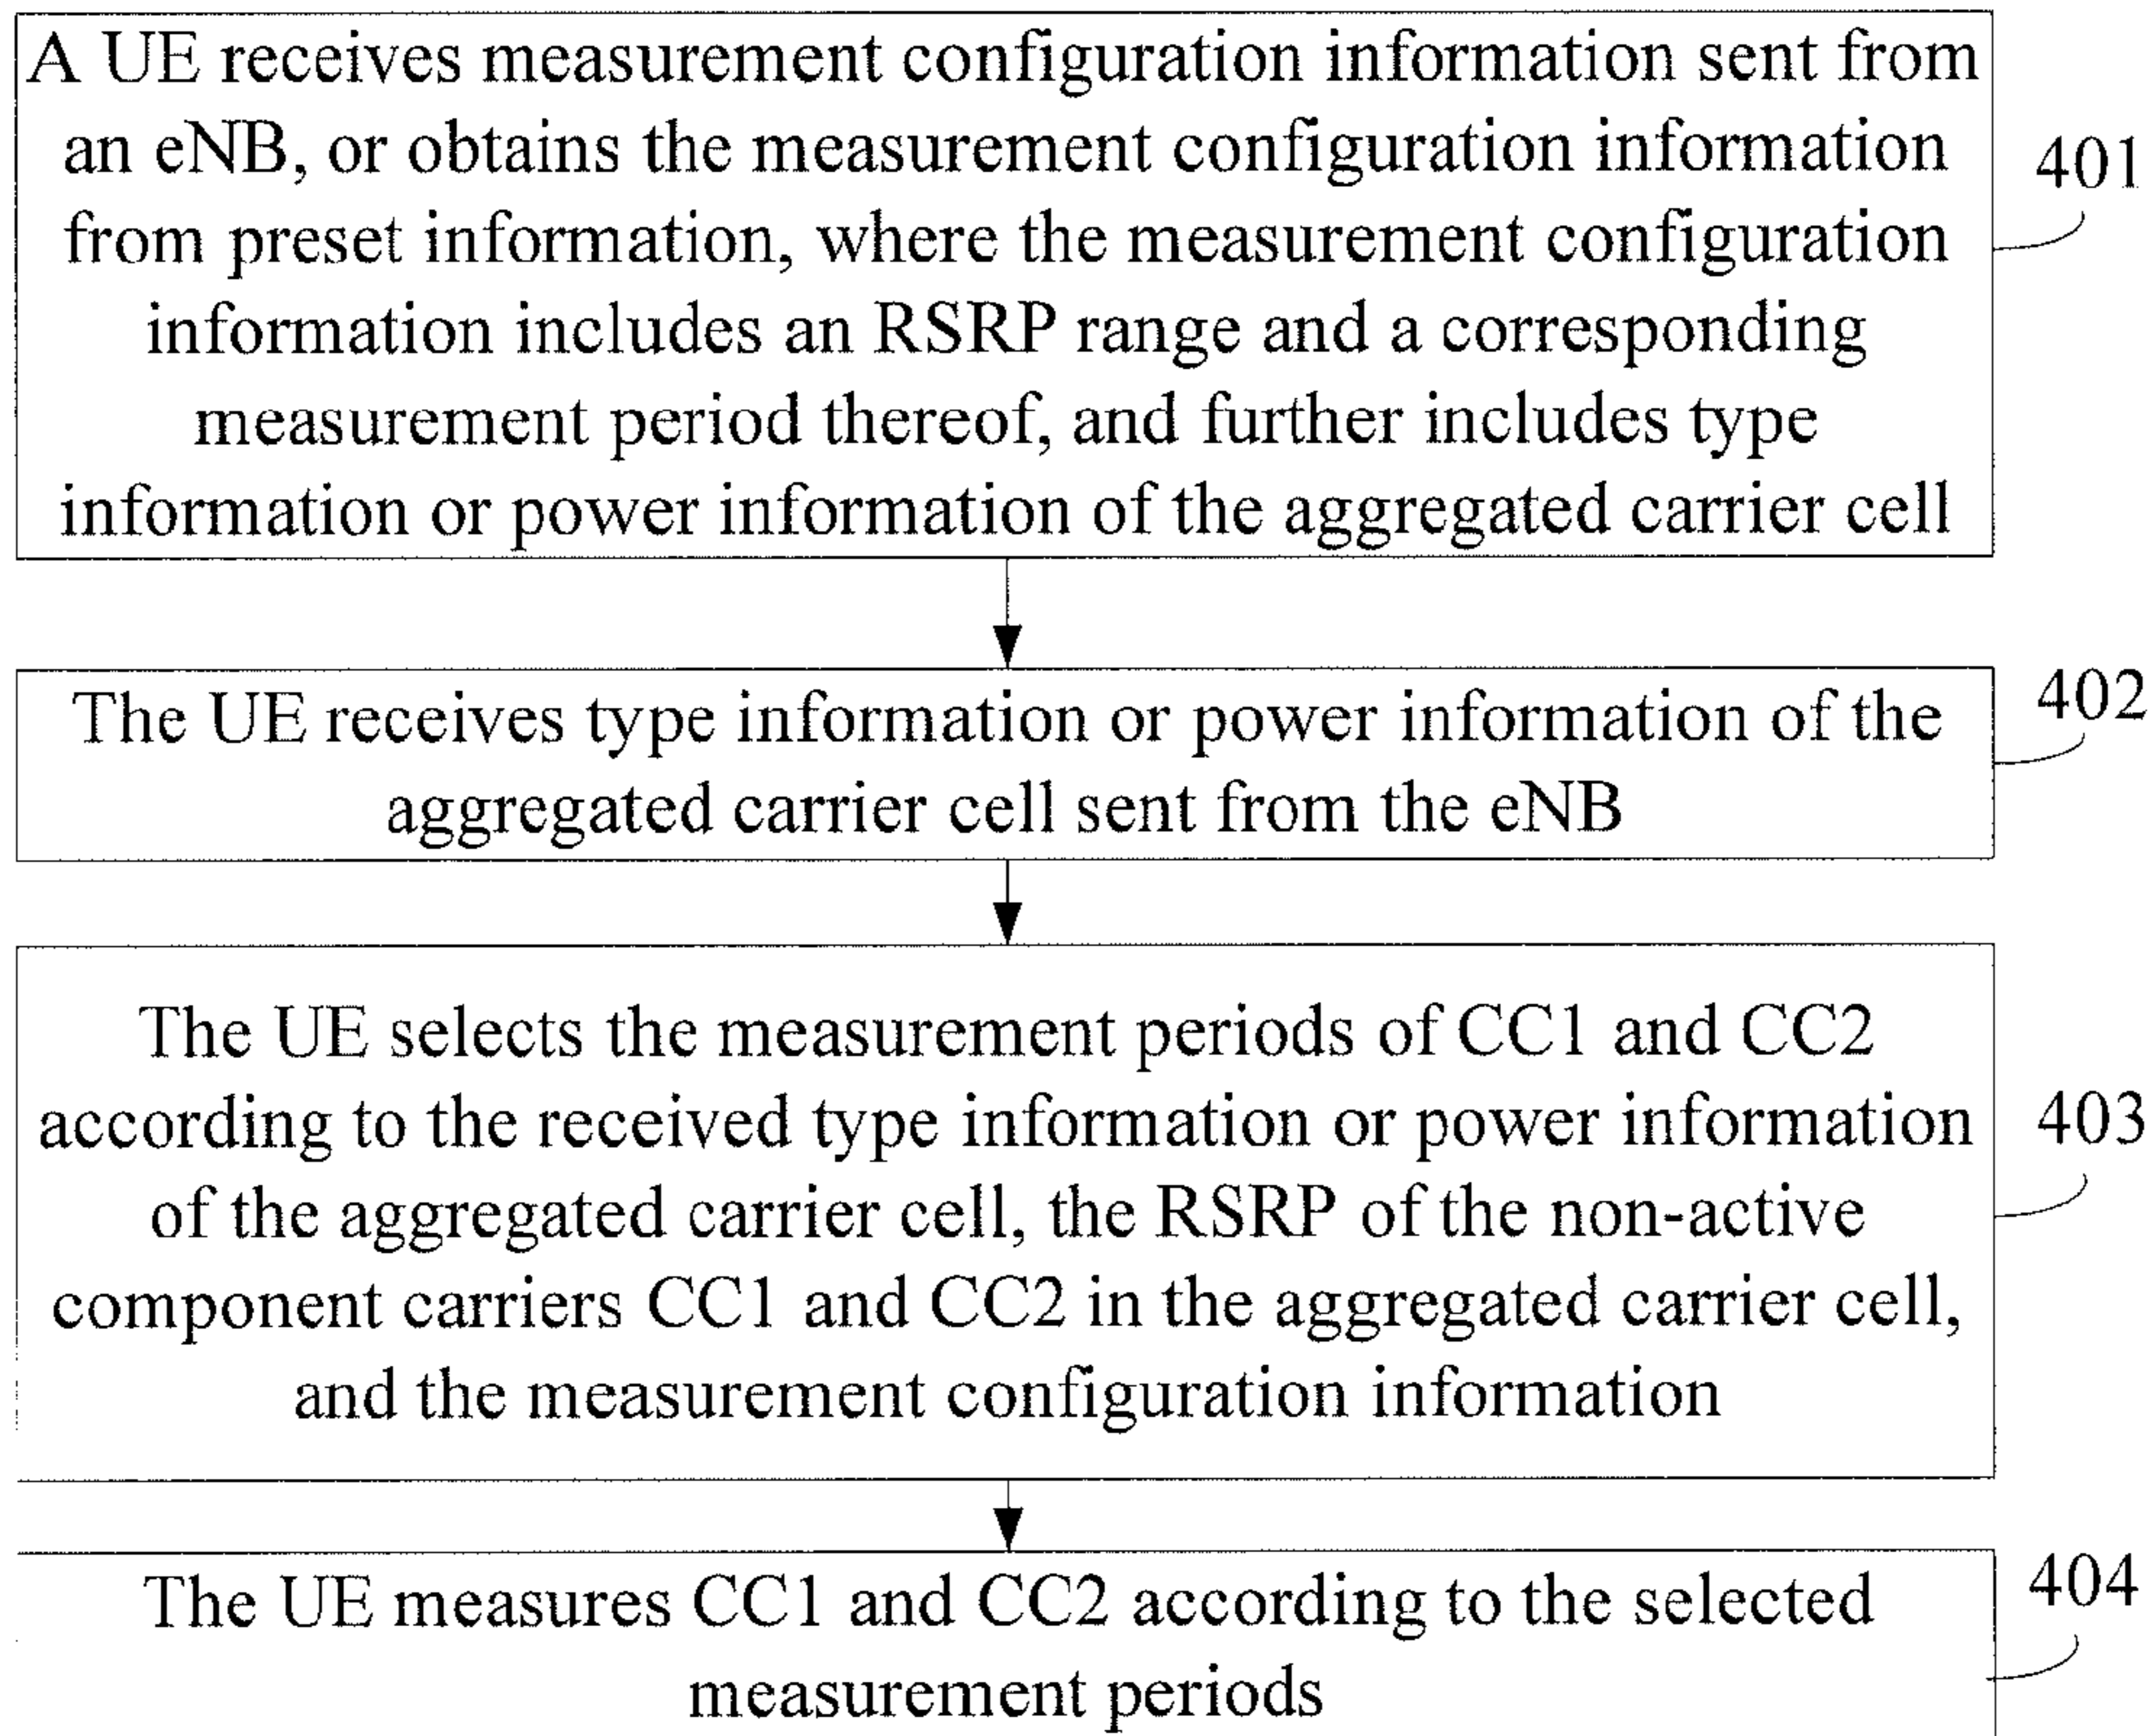 A UE receives measurement configuration information sent from
an eNB, or obtains the measurement configuration information
from preset information, where the measurement configuration
information includes an RSRP range and a corresponding
measurement period thereof, and further includes type
information or power information of the aggregated carrier cell
401
The UE receives type information or power information of the
aggregated carrier cell sent from the eNB
402
The UE selects the measurement periods of CC1 and CC2
according to the received type information or power information
of the aggregated carrier cell, the RSRP of the non-active
component carriers CC1 and CC2 in the aggregated carrier cell,
and the measurement configuration information
403
The UE measures CC1 and CC2 according to the selected
measurement periods
404